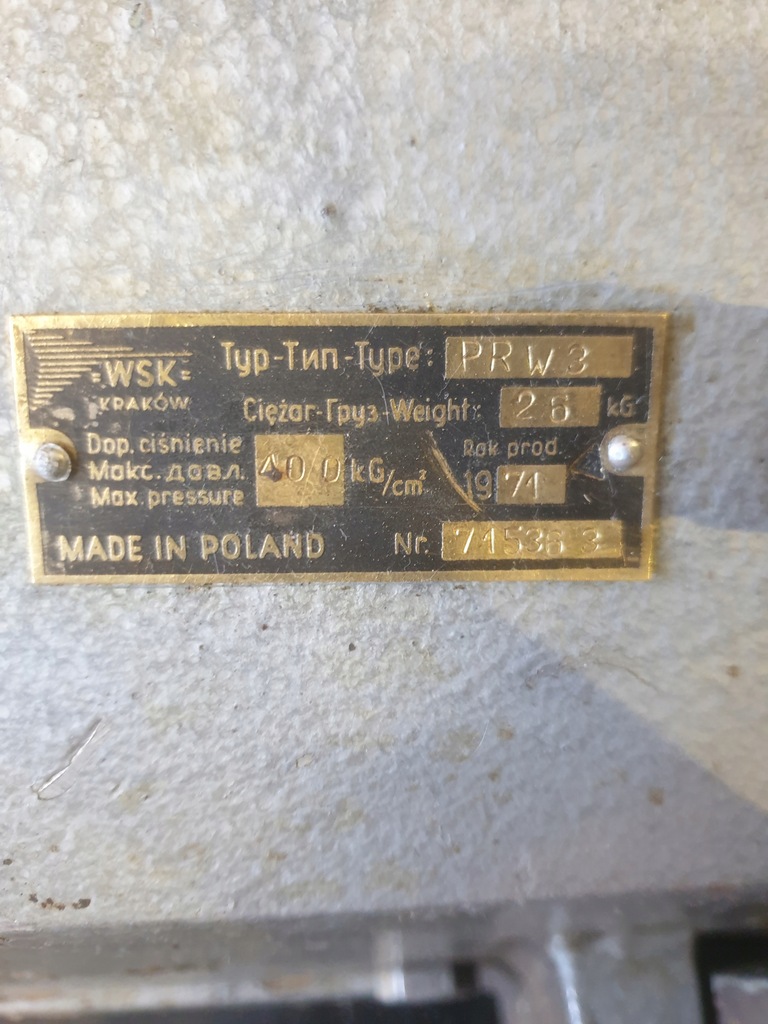 WSK
KRAKÓW
Typ-Тип-Type: PRW3
Ciężar-Груз-Weight: 26 kG
Dop. ciśnienie
Макс. давл. 400 kG/cm²
Max. pressure
Rok prod.
1971
MADE IN POLAND Nr. 715363